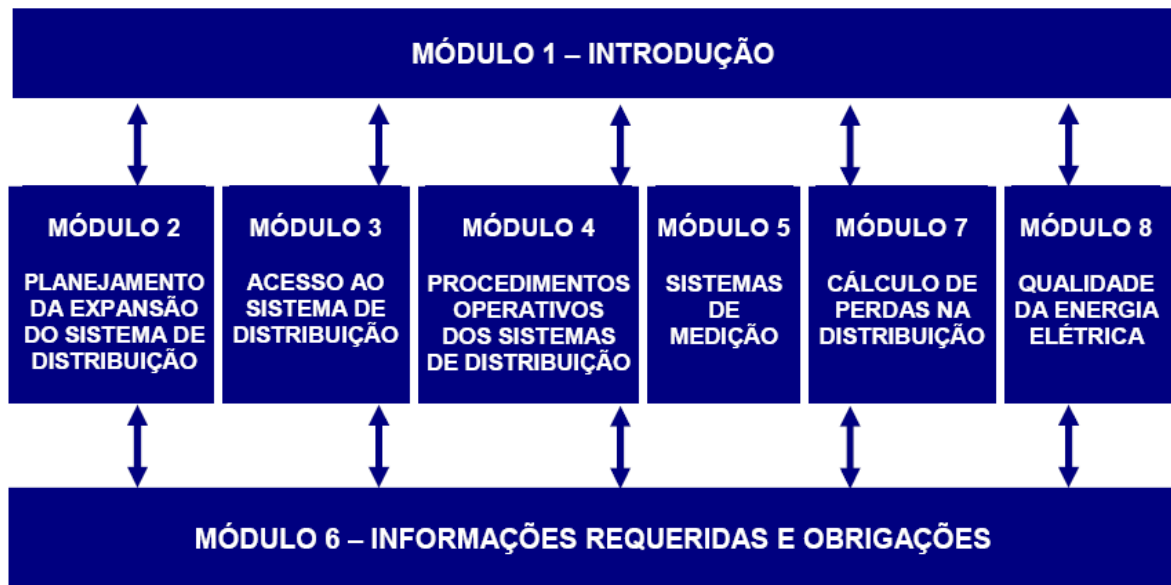 MÓDULO 1 – INTRODUÇÃO
MÓDULO 2
PLANEJAMENTO
DA EXPANSÃO
DO SISTEMA DE
DISTRIBUIÇÃO
MÓDULO 3
ACESSO AO
SISTEMA DE
DISTRIBUIÇÃO
MÓDULO 4
PROCEDIMENTOS
OPERATIVOS
DOS SISTEMAS
DE DISTRIBUIÇÃO
MÓDULO 5
SISTEMAS
DE
MEDIÇÃO
MÓDULO 7
CÁLCULO DE
PERDAS NA
DISTRIBUIÇÃO
MÓDULO 8
QUALIDADE
DA ENERGIA
ELÉTRICA
MÓDULO 6 – INFORMAÇÕES REQUERIDAS E OBRIGAÇÕES